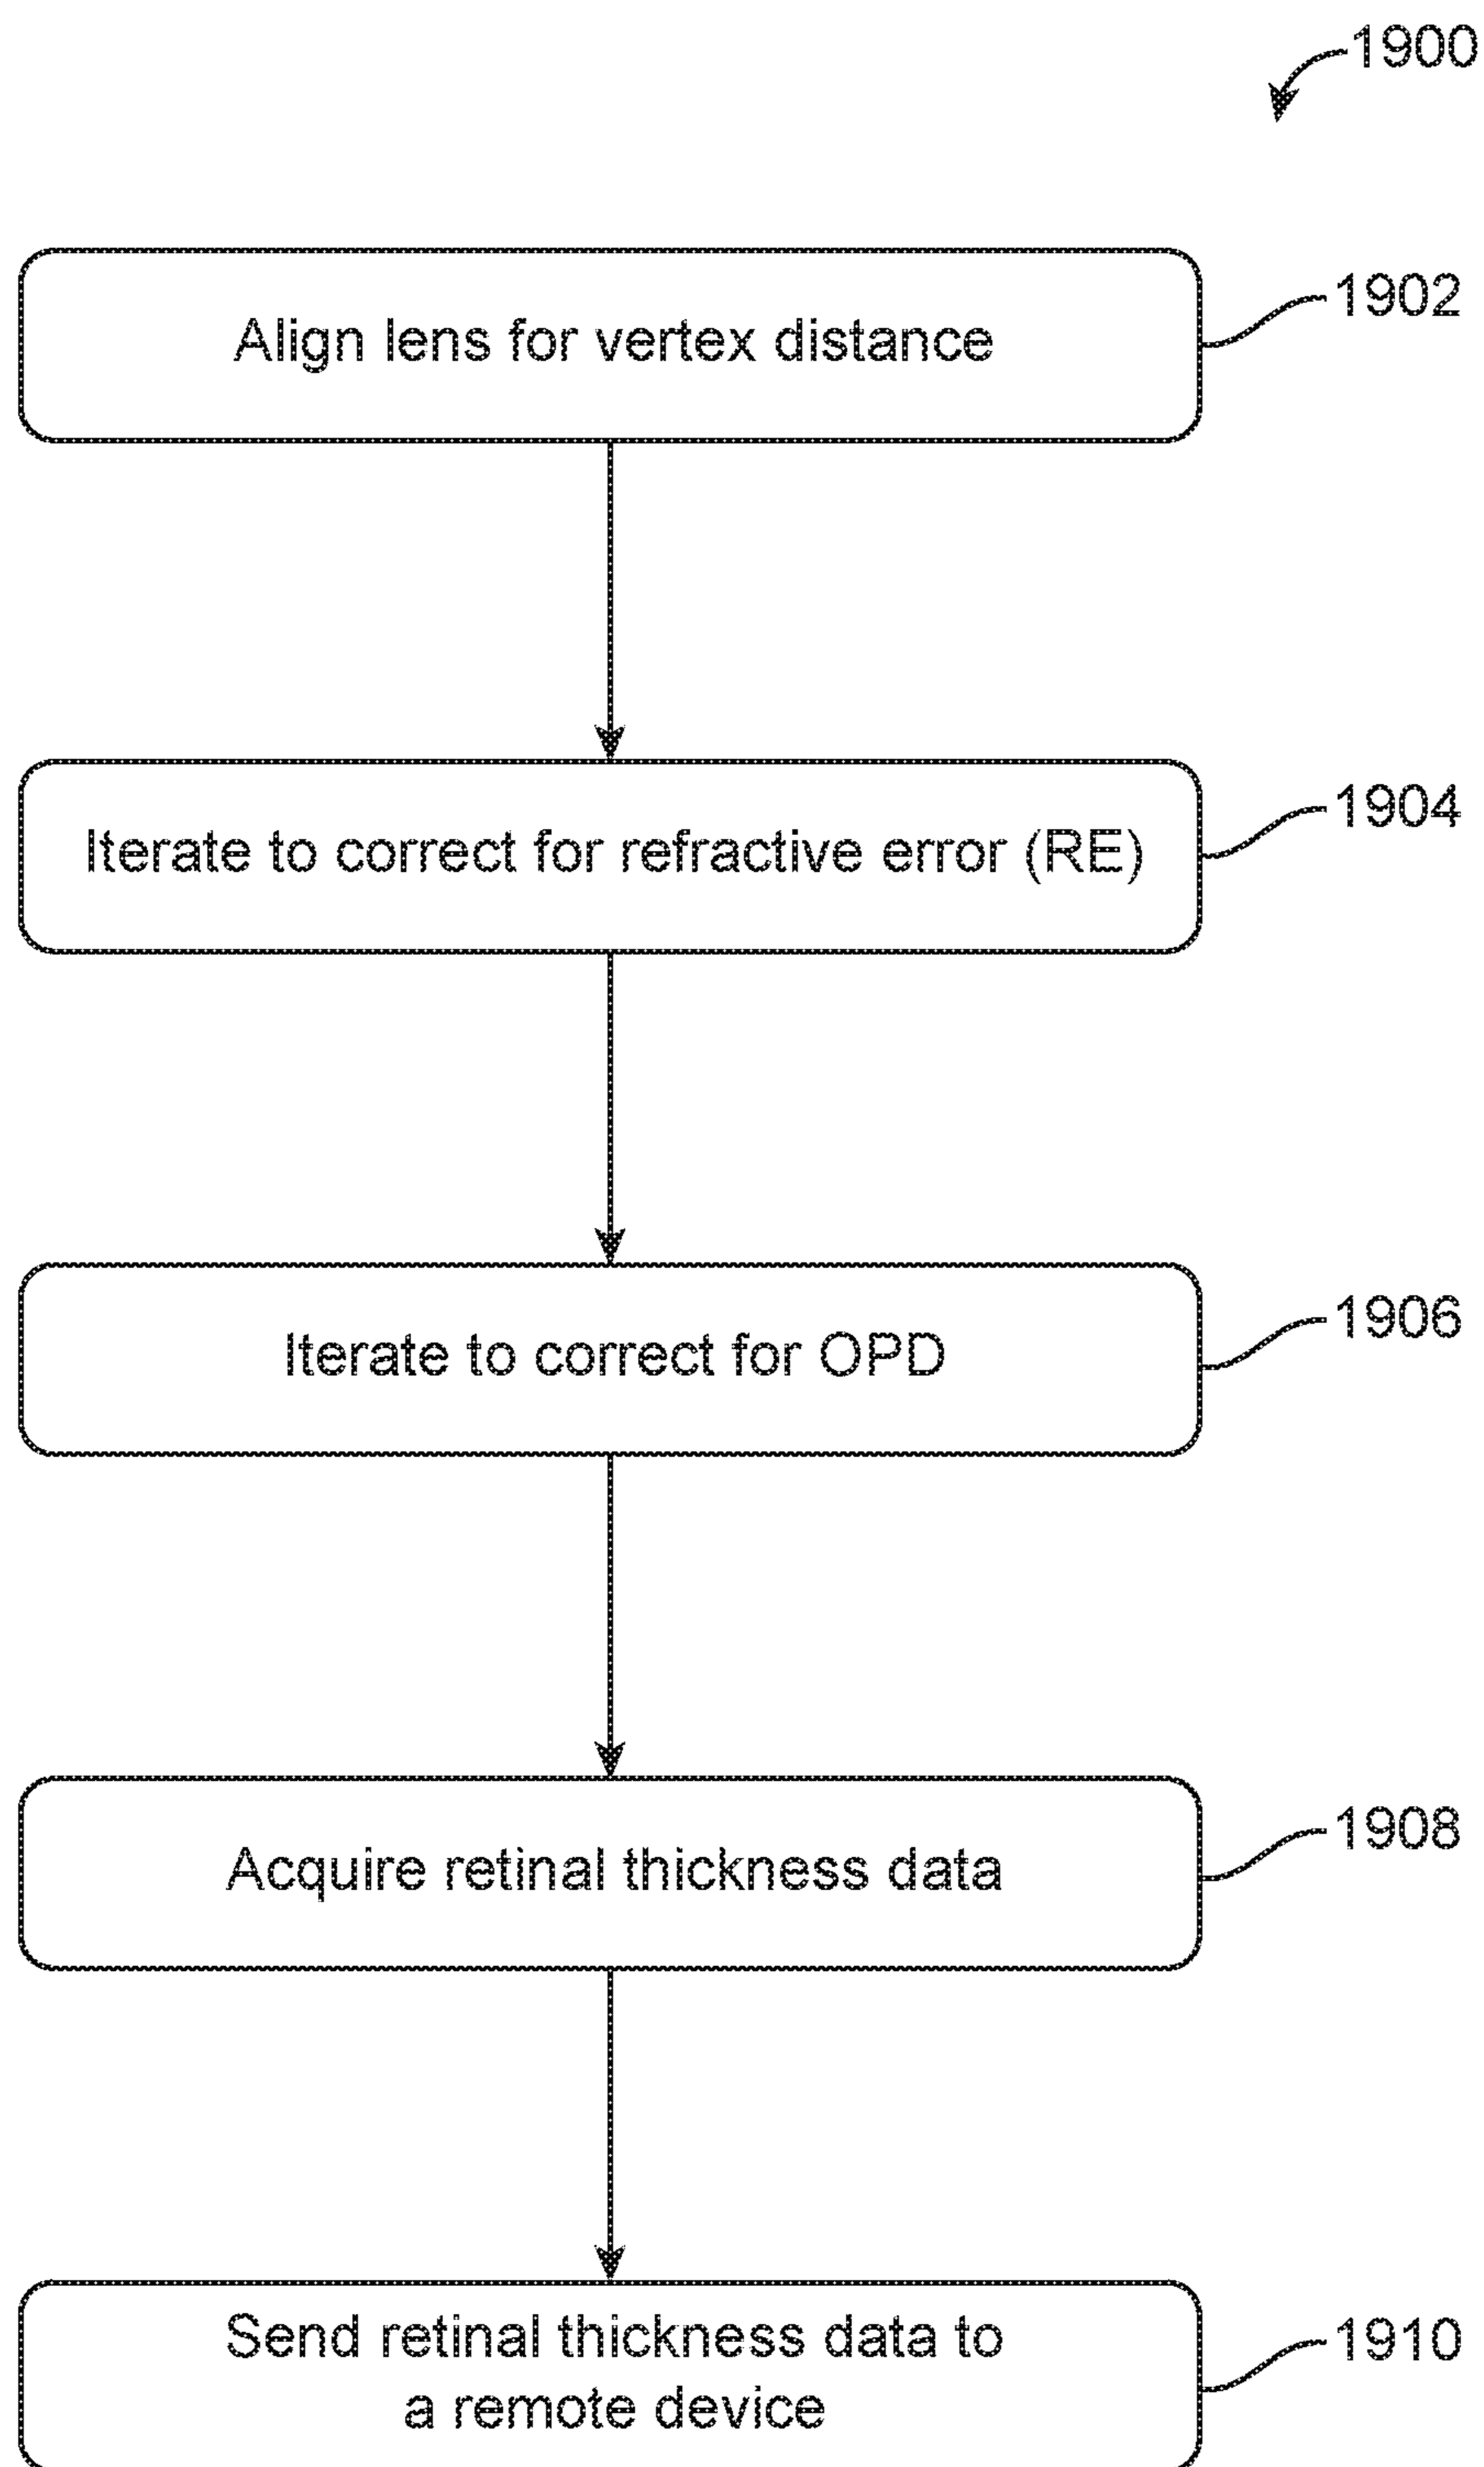 1900
Align lens for vertex distance
1902
Iterate to correct for refractive error (RE)
1904
Iterate to correct for OPD
1906
Acquire retinal thickness data
1908
Send retinal thickness data to
a remote device
1910